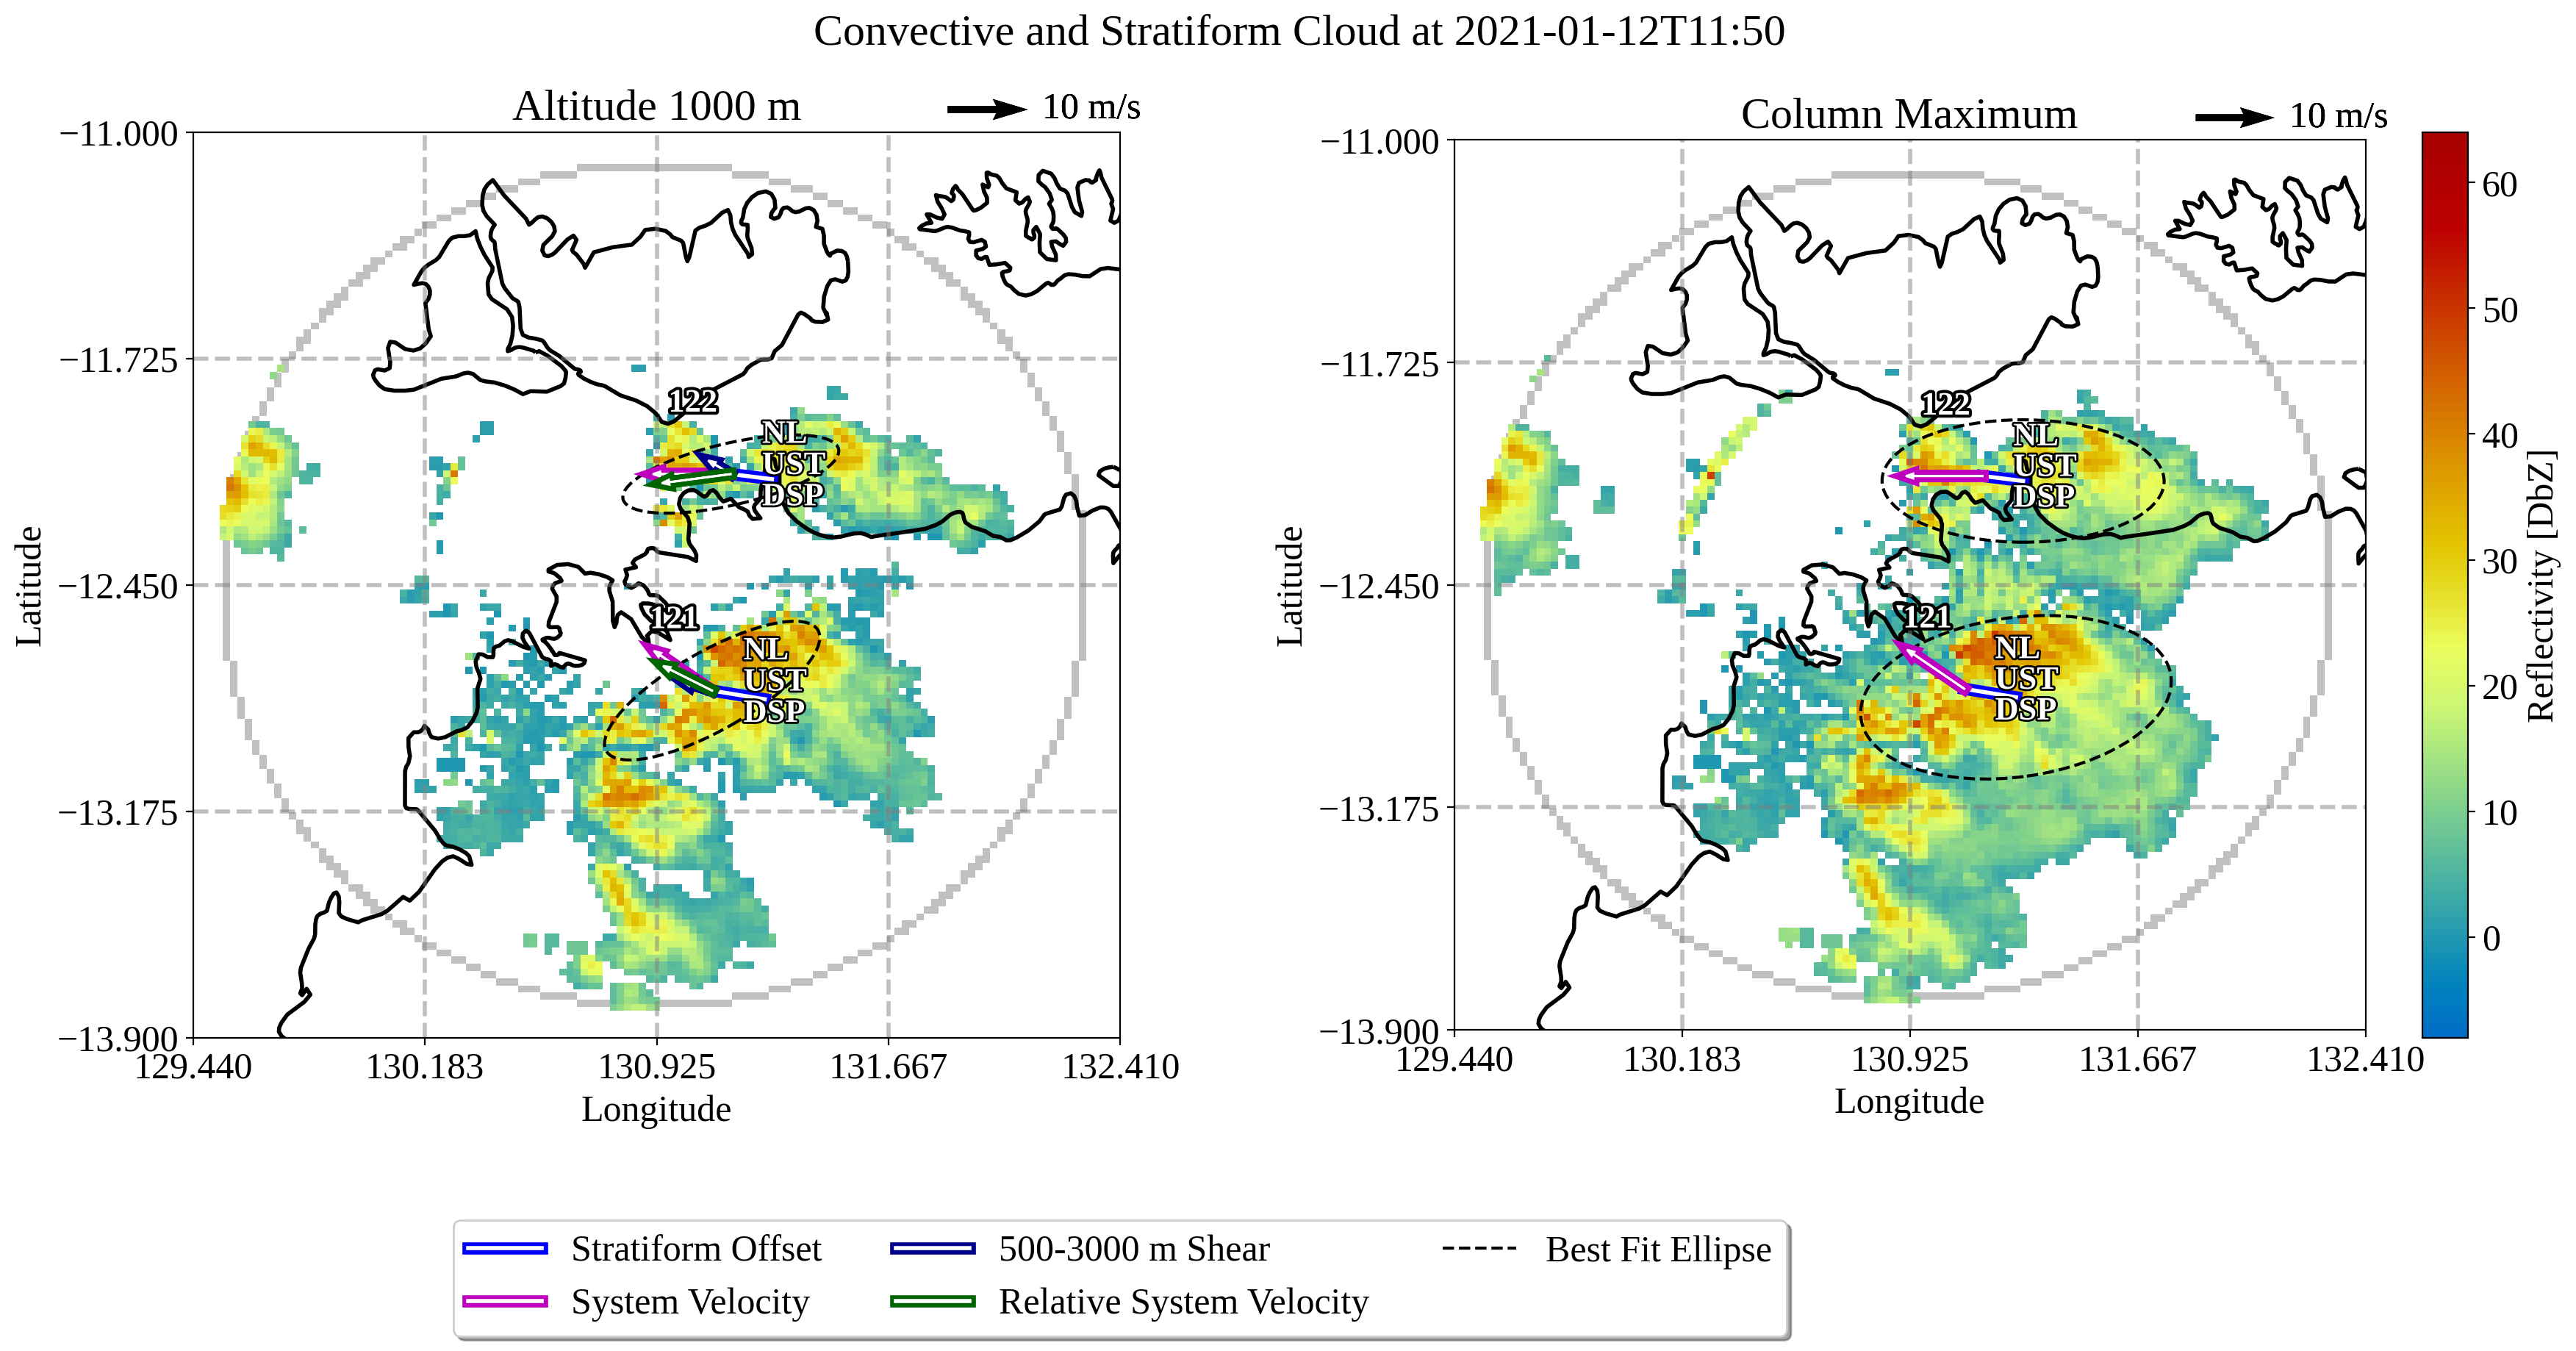 Convective and Stratiform Cloud at 2021-01-12T11:50
Altitude 1000 m
10 m/s
−11.000
−11.725
−12.450
−13.175
−13.900
129.440
130.183
130.925
131.667
132.410
Latitude
Longitude
122
NL
UST
DSP
121
NL
UST
DSP
Column Maximum
10 m/s
−11.000
−11.725
−12.450
−13.175
−13.900
129.440
130.183
130.925
131.667
132.410
Latitude
Longitude
122
NL
UST
DSP
121
NL
UST
DSP
60
50
40
30
20
10
0
Reflectivity [DbZ]
Stratiform Offset
System Velocity
500-3000 m Shear
Relative System Velocity
Best Fit Ellipse